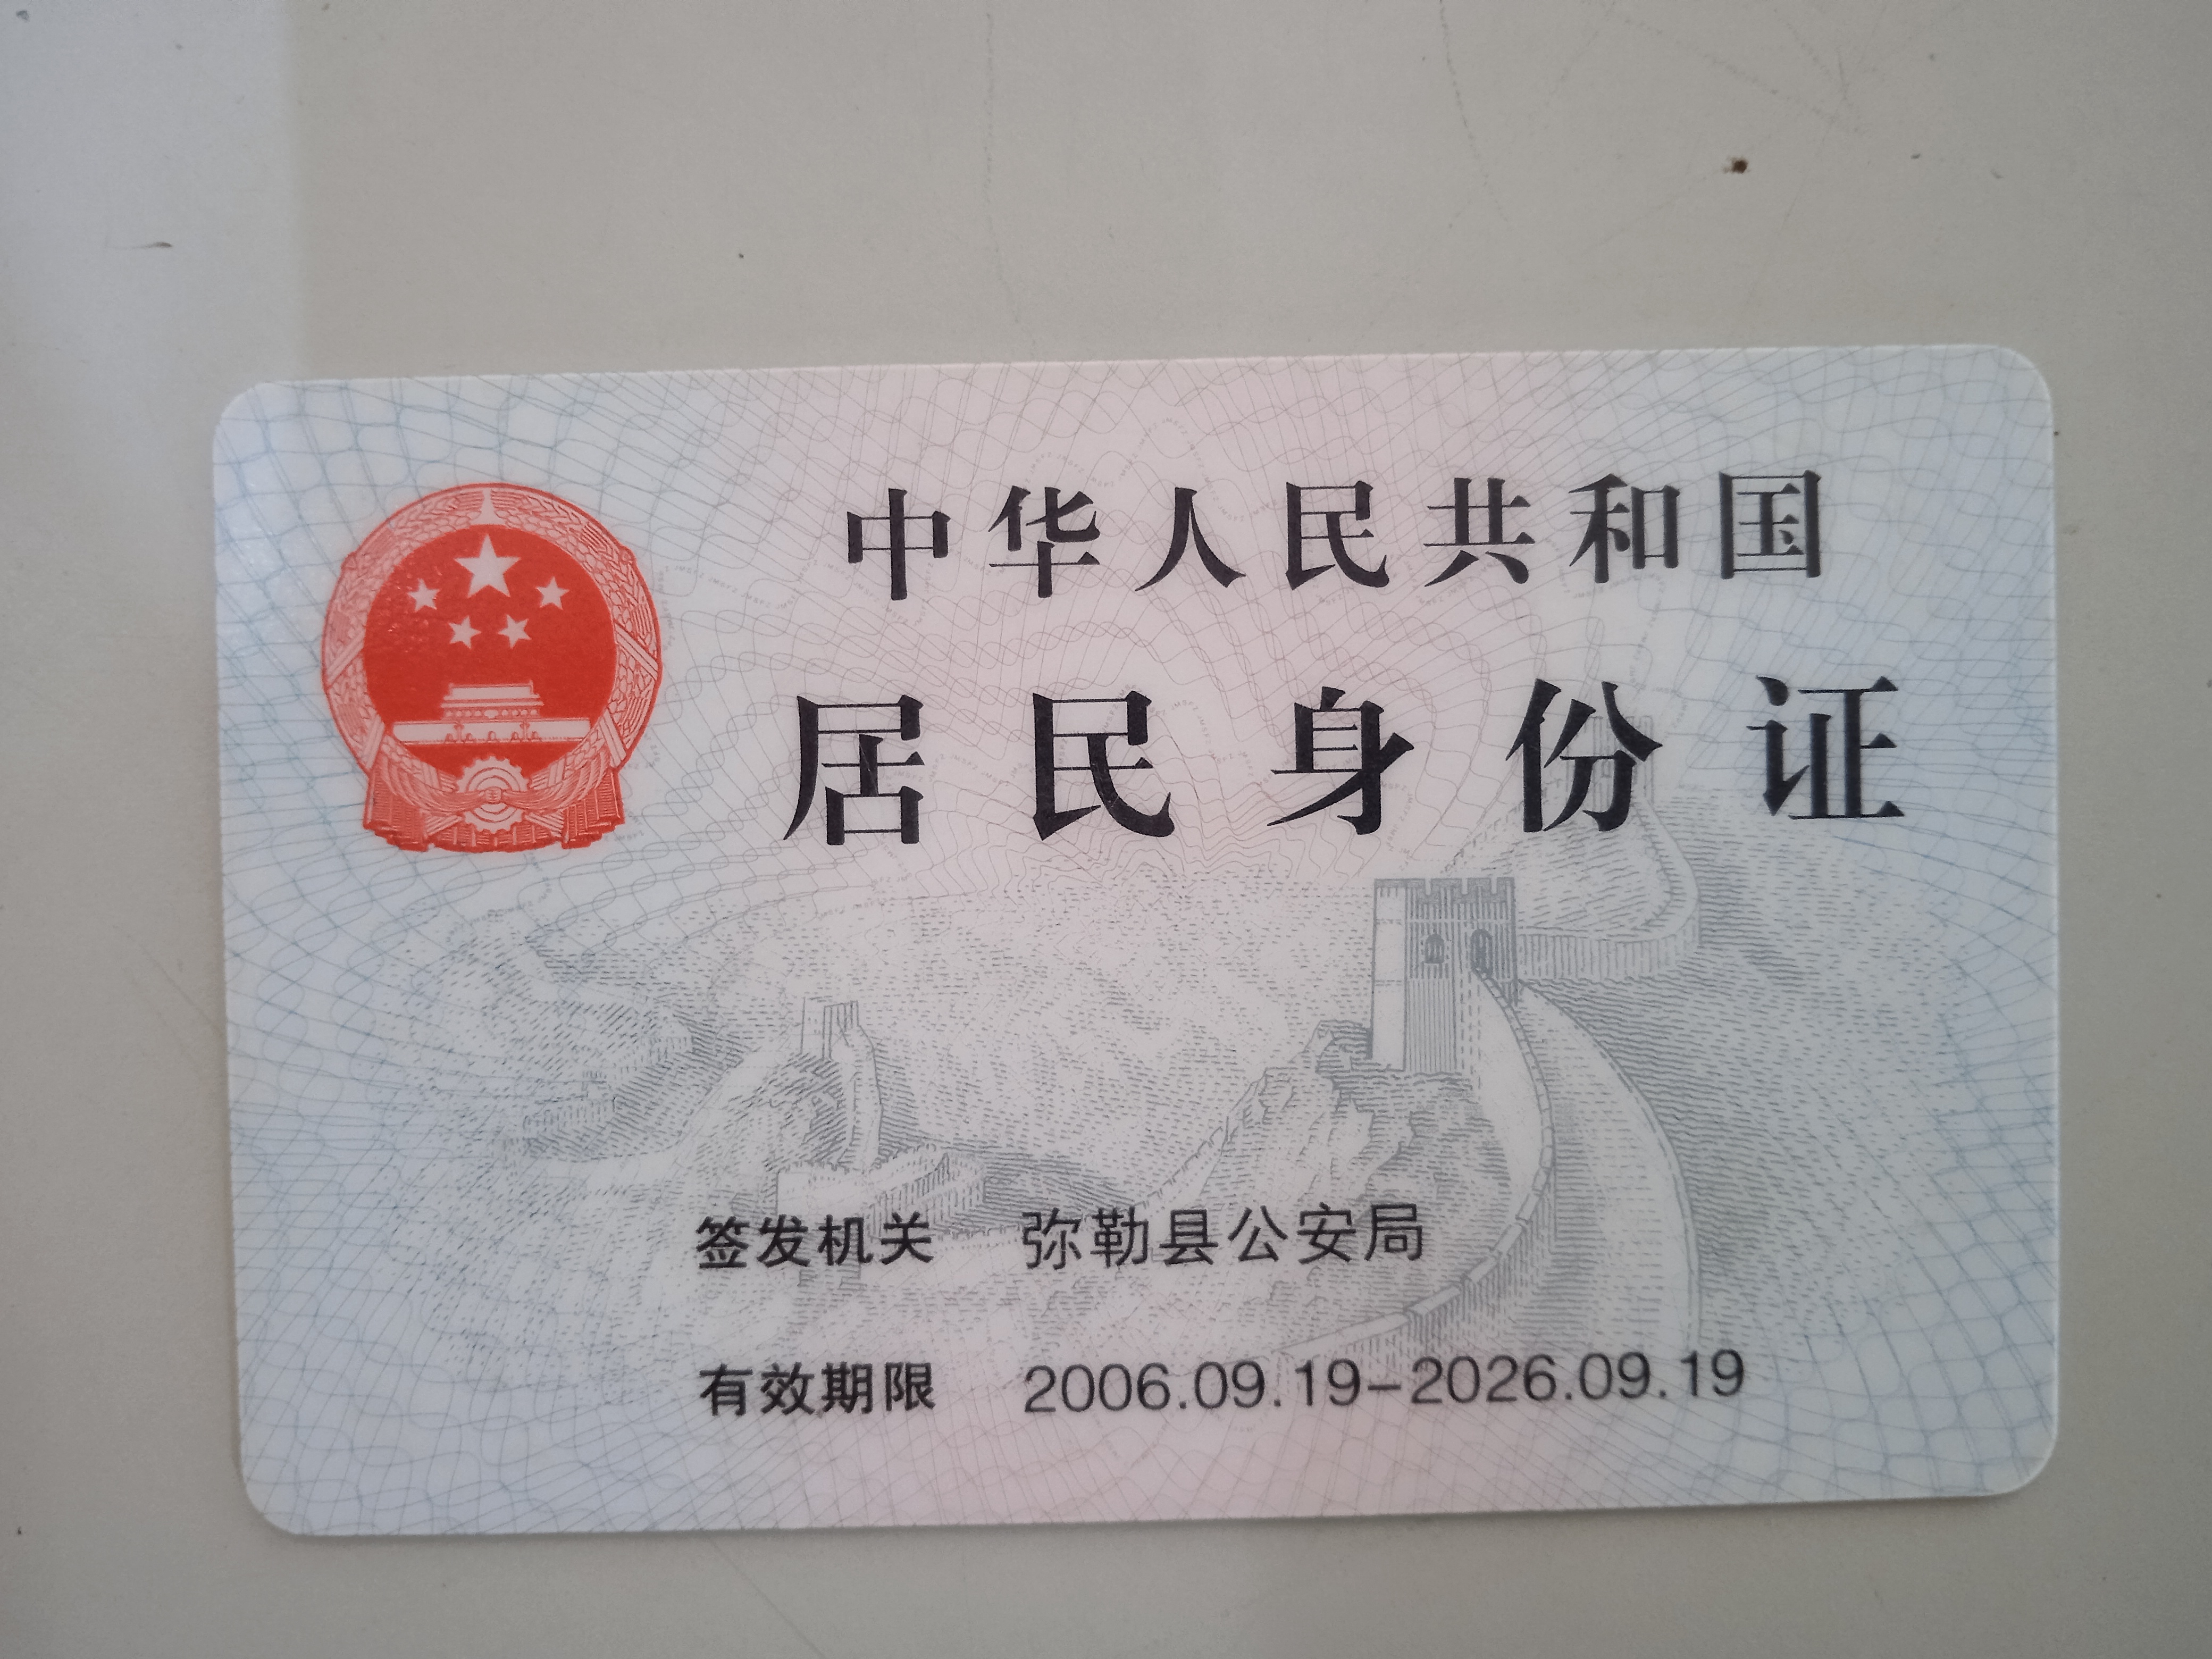 中华人民共和国
居民身份证
签发机关 弥勒县公安局
有效期限 2006.09.19-2026.09.19